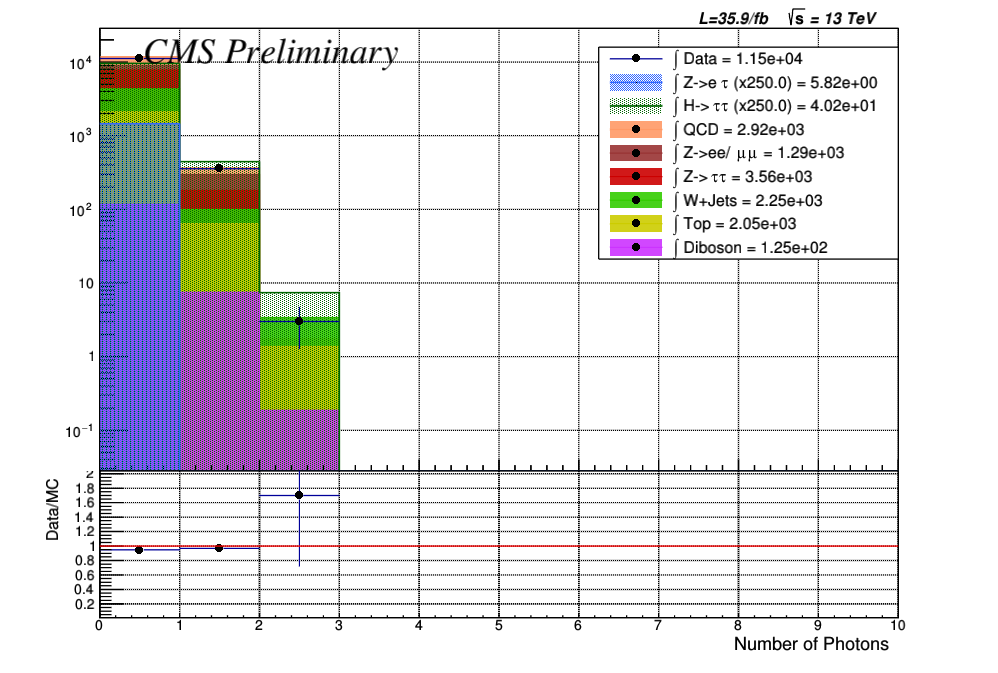 L=35.9/fb √s = 13 TeV
CMS Preliminary
∫ Data = 1.15e+04
∫ Z->e τ (x250.0) = 5.82e+00
∫ H-> ττ (x250.0) = 4.02e+01
∫ QCD = 2.92e+03
∫ Z->ee/ μμ = 1.29e+03
∫ Z-> ττ = 3.56e+03
∫ W+Jets = 2.25e+03
∫ Top = 2.05e+03
∫ Diboson = 1.25e+02
10⁴
10³
10²
10
1
10⁻¹
Data/MC
2
1.8
1.6
1.4
1.2
1
0.8
0.6
0.4
0.2
0 1 2 3 4 5 6 7 8 9 10
Number of Photons